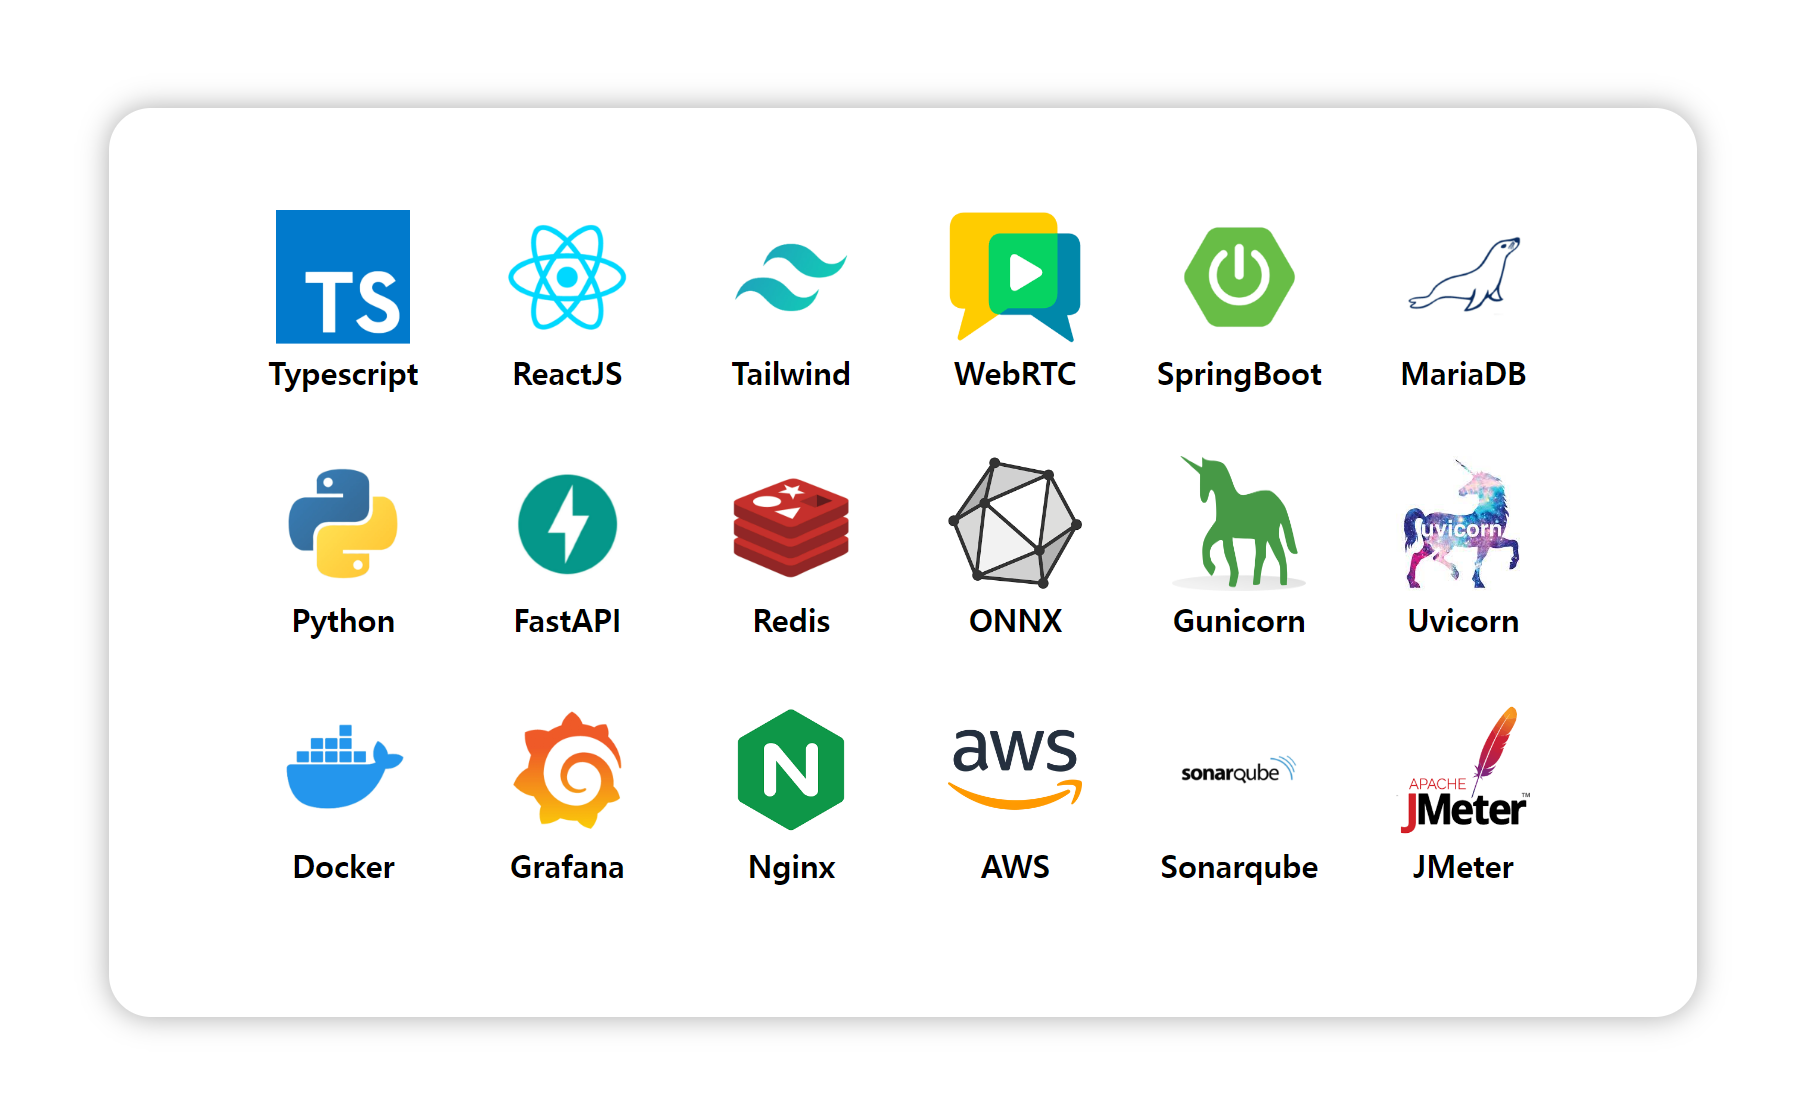 TS
Typescript ReactJS Tailwind WebRTC SpringBoot MariaDB
uvicorn
Python FastAPI Redis ONNX Gunicorn Uvicorn
N aws sonarqube APACHE
JMeter™
Docker Grafana Nginx AWS Sonarqube JMeter